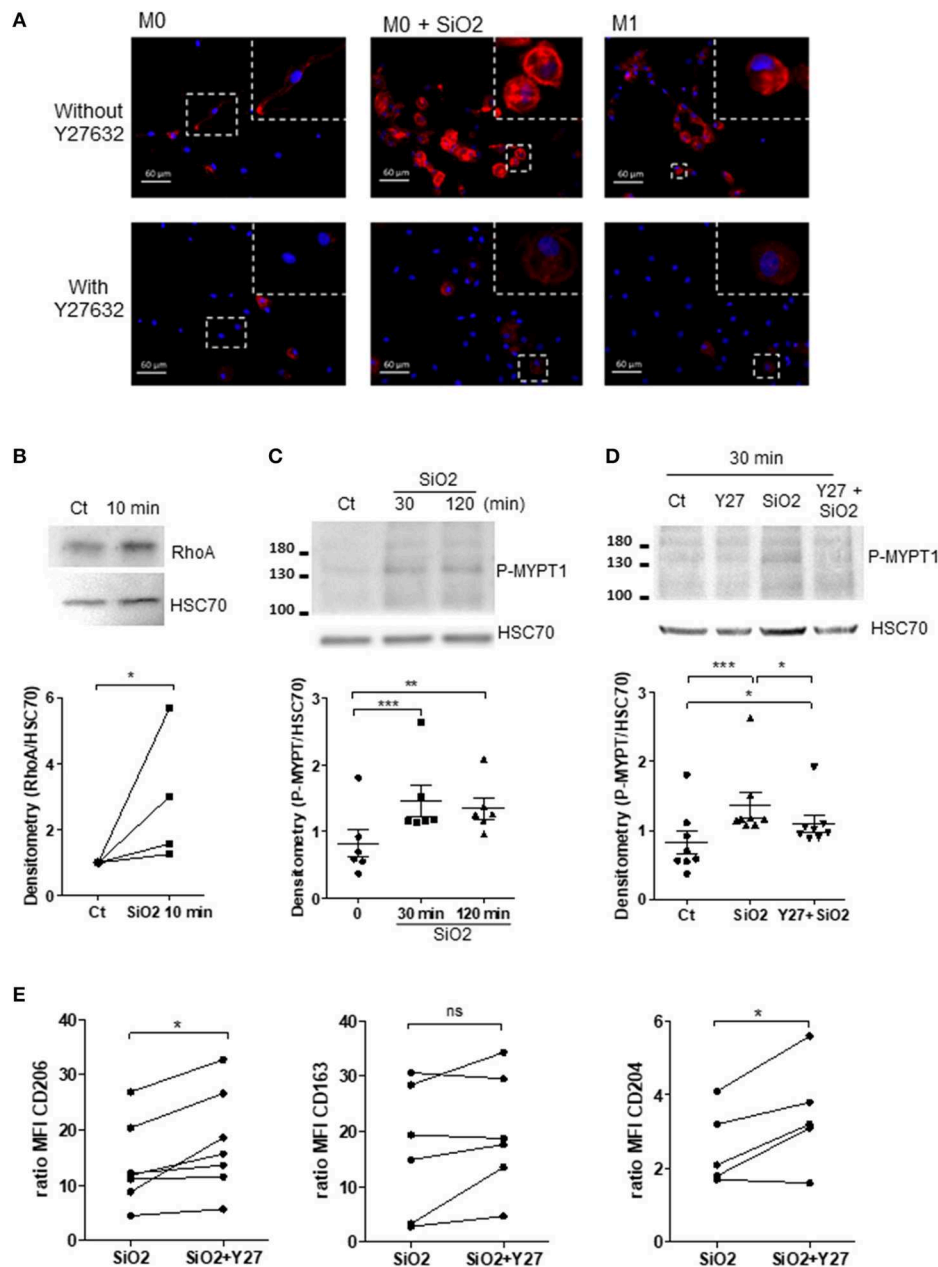 A
M0
M0 + SiO2
M1
Without
Y27632
60 µm
60 µm
60 µm
With
Y27632
60 µm
60 µm
60 µm
B
Ct 10 min
RhoA
HSC70
*
Densitometry (RhoA/HSC70)
6
4
2
0
Ct
SiO2 10 min
C
SiO2
Ct 30 120 (min)
180
130
100
P-MYPT1
HSC70
**
***
Densitometry (P-MYPT/HSC70)
3
2
1
0
0
30 min
120 min
SiO2
D
30 min
Ct Y27 SiO2 Y27 +
SiO2
180
130
100
P-MYPT1
HSC70
*** *
*
Densitometry (P-MYPT/HSC70)
3
2
1
0
Ct
SiO2
Y27+ SiO2
E
*
ratio MFI CD206
40
30
20
10
0
SiO2
SiO2+Y27
ns
ratio MFI CD163
40
30
20
10
0
SiO2
SiO2+Y27
*
ratio MFI CD204
6
4
2
0
SiO2
SiO2+Y27